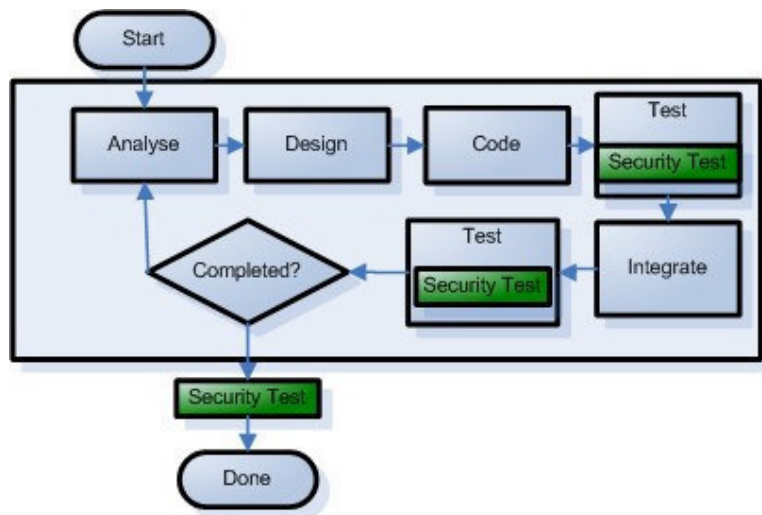 Start
Analyse
Design
Code
Test
Security Test
Integrate
Test
Security Test
Completed?
Security Test
Done